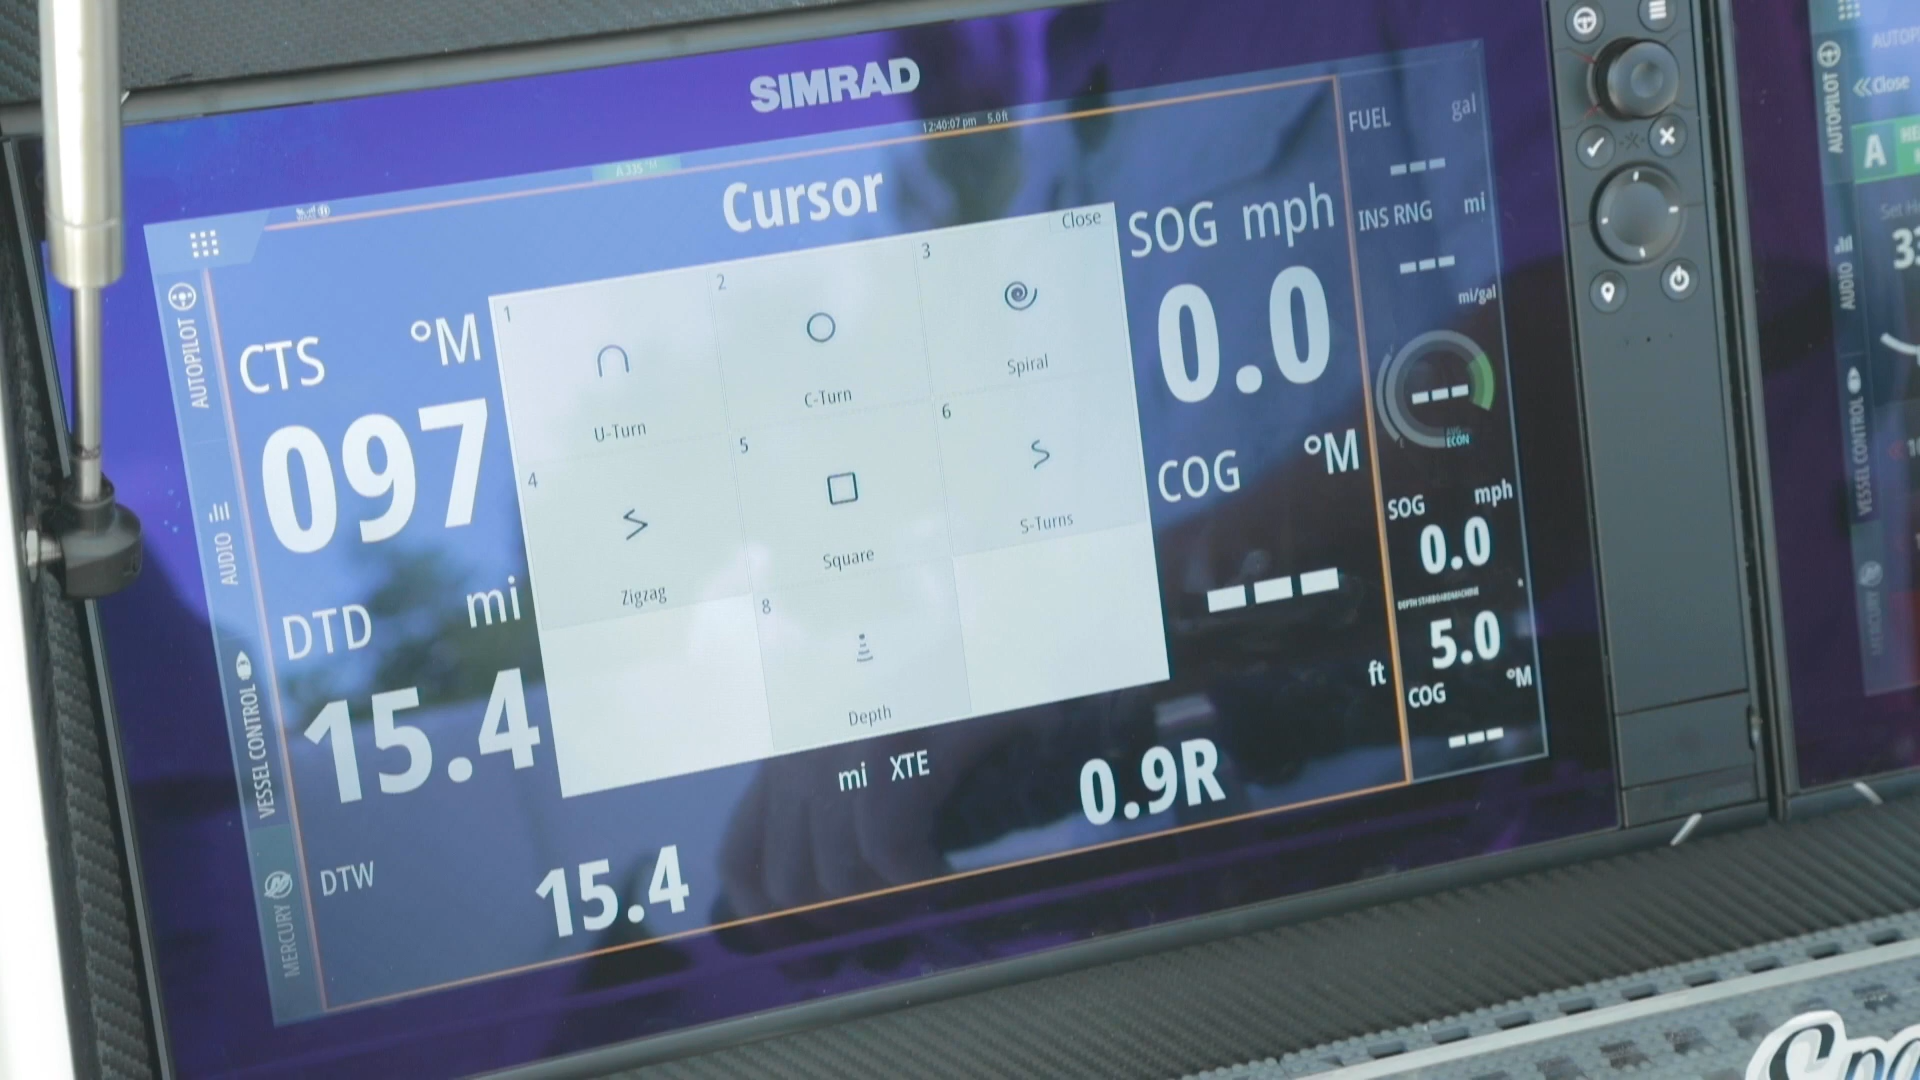 SIMRAD
12:40:07 pm 5.0 ft
A 335 °M
Cursor
AUTOPILOT
AUDIO
VESSEL CONTROL
MERCURY
CTS °M
097
DTD mi
15.4
DTW
15.4
mi XTE
0.9R
Close
1
U-Turn
2
C-Turn
3
Spiral
4
Zigzag
5
Square
6
S-Turns
8
Depth
SOG mph
0.0
COG °M
---
ft
FUEL gal
---
INS RNG mi
---
mi/gal
---
ECON
SOG mph
0.0
5.0
COG °M
---
AUTOPILOT
AUDIO
VESSEL CONTROL
MERCURY
Close
A